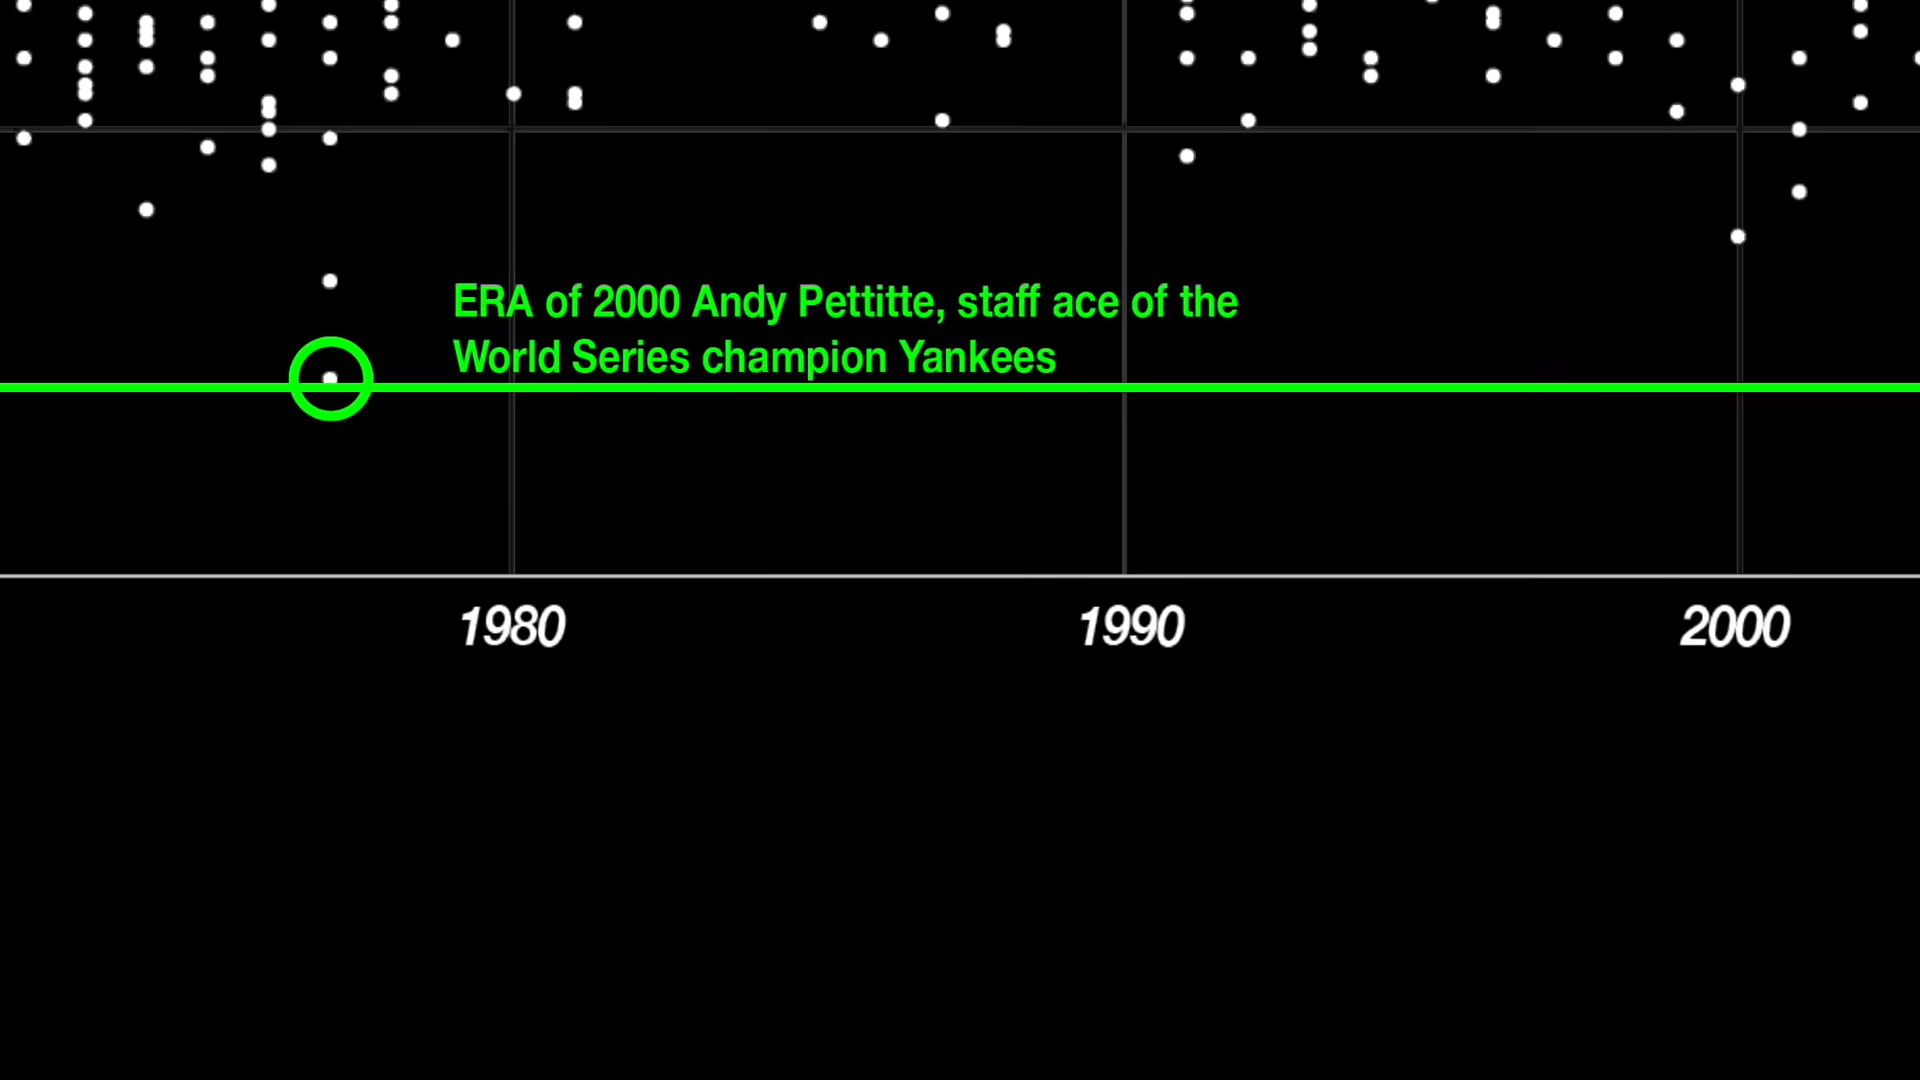 ERA of 2000 Andy Pettitte, staff ace of the
World Series champion Yankees
1980 1990 2000